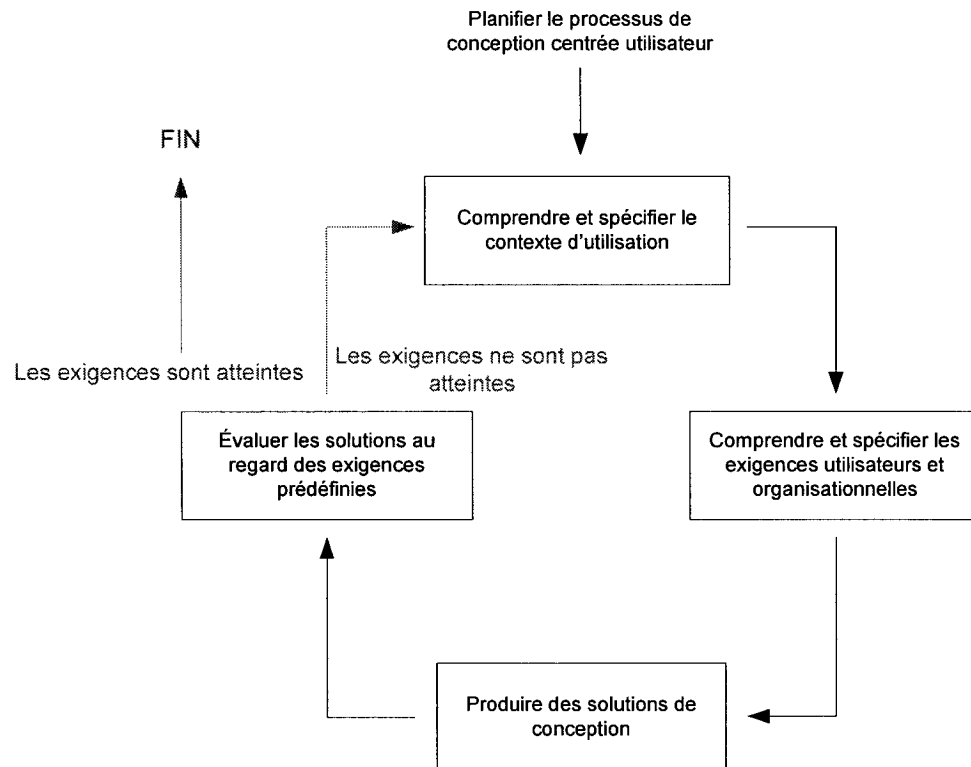 Planifier le processus de
conception centrée utilisateur
FIN
Comprendre et spécifier le
contexte d'utilisation
Les exigences sont atteintes
Les exigences ne sont pas
atteintes
Évaluer les solutions au
regard des exigences
prédéfinies
Comprendre et spécifier les
exigences utilisateurs et
organisationnelles
Produire des solutions de
conception